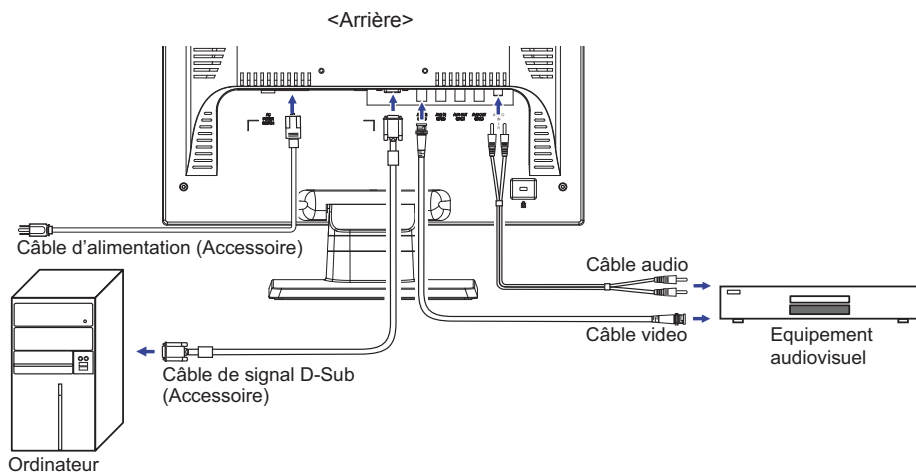 <Arrière>
Câble d'alimentation (Accessoire)
Câble audio
Câble video
Equipement
audiovisuel
Câble de signal D-Sub
(Accessoire)
Ordinateur